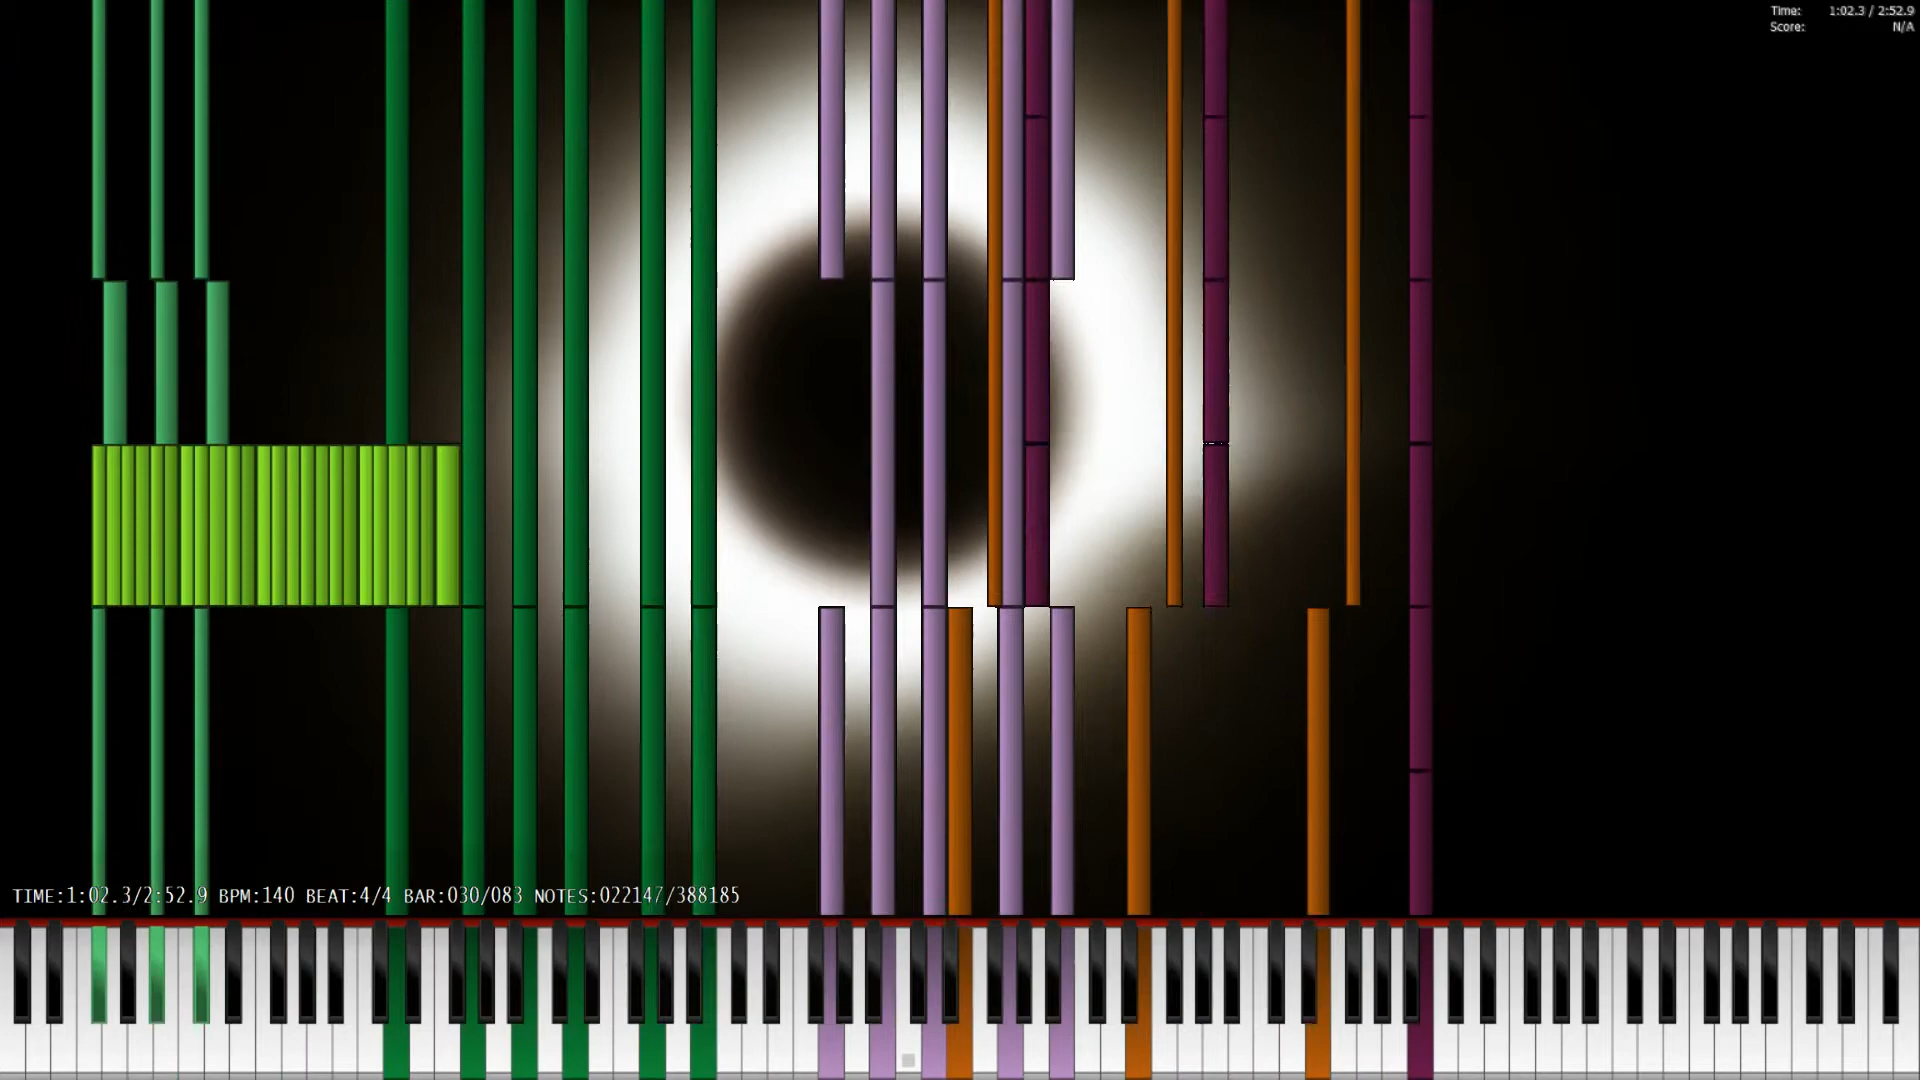 Time: 1:02.3 / 2:52.9
Score: N/A
TIME:1:02.3/2:52.9 BPM:140 BEAT:4/4 BAR:030/083 NOTES:022147/388185